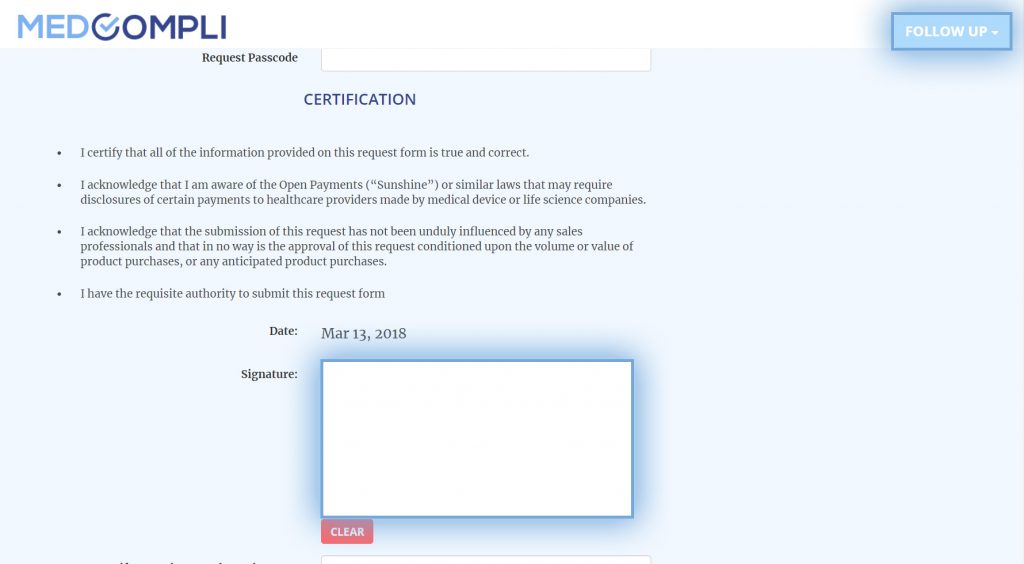 MEDCOMPLI
FOLLOW UP
Request Passcode
CERTIFICATION
• I certify that all of the information provided on this request form is true and correct.
• I acknowledge that I am aware of the Open Payments (“Sunshine”) or similar laws that may require
disclosures of certain payments to healthcare providers made by medical device or life science companies.
• I acknowledge that the submission of this request has not been unduly influenced by any sales
professionals and that in no way is the approval of this request conditioned upon the volume or value of
product purchases, or any anticipated product purchases.
• I have the requisite authority to submit this request form
Date: Mar 13, 2018
Signature:
CLEAR